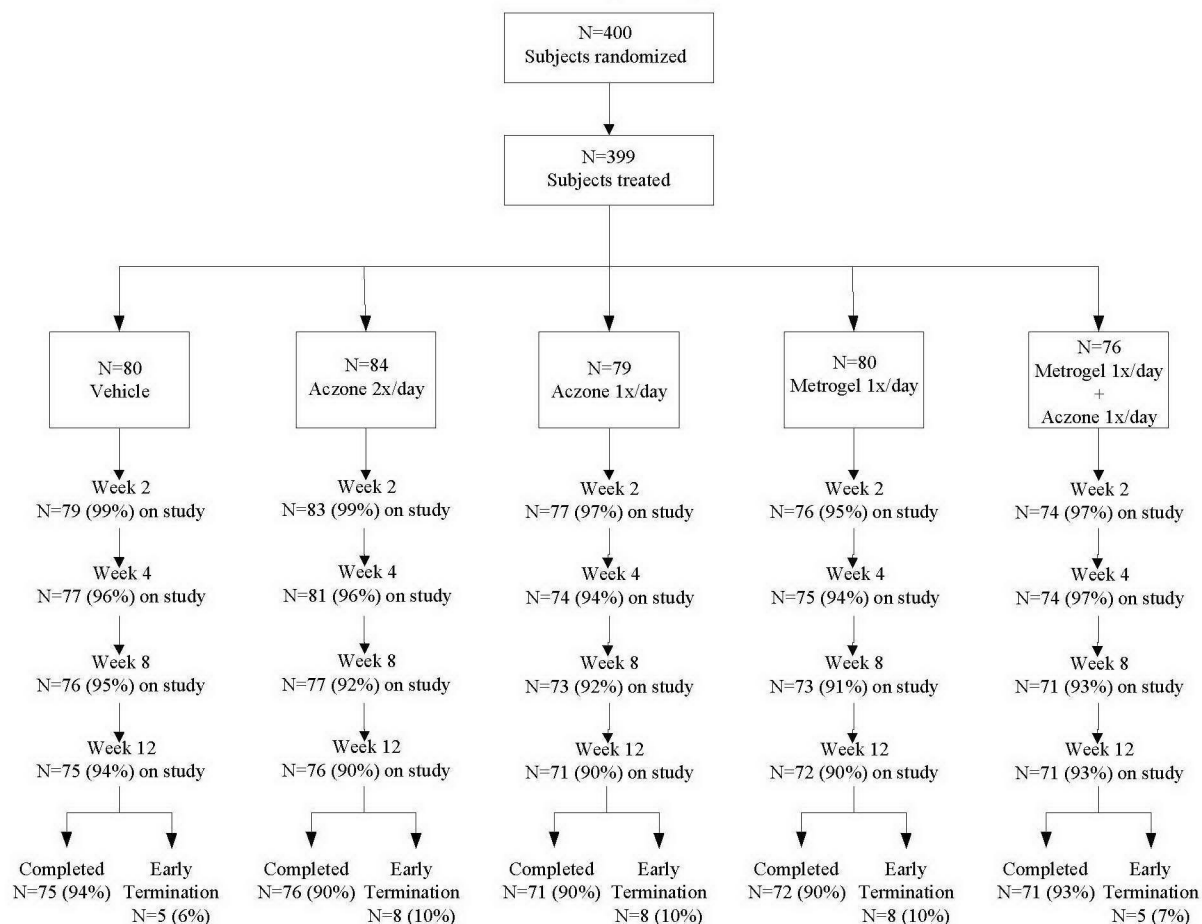 N=400
Subjects randomized
N=399
Subjects treated
N=80
Vehicle
N=84
Aczone 2x/day
N=79
Aczone 1x/day
N=80
Metrogel 1x/day
N=76
Metrogel 1x/day
+
Aczone 1x/day
Week 2
N=79 (99%) on study
Week 2
N=83 (99%) on study
Week 2
N=77 (97%) on study
Week 2
N=76 (95%) on study
Week 2
N=74 (97%) on study
Week 4
N=77 (96%) on study
Week 4
N=81 (96%) on study
Week 4
N=74 (94%) on study
Week 4
N=75 (94%) on study
Week 4
N=74 (97%) on study
Week 8
N=76 (95%) on study
Week 8
N=77 (92%) on study
Week 8
N=73 (92%) on study
Week 8
N=73 (91%) on study
Week 8
N=71 (93%) on study
Week 12
N=75 (94%) on study
Week 12
N=76 (90%) on study
Week 12
N=71 (90%) on study
Week 12
N=72 (90%) on study
Week 12
N=71 (93%) on study
Completed
N=75 (94%)
Early
Termination
N=5 (6%)
Completed
N=76 (90%)
Early
Termination
N=8 (10%)
Completed
N=71 (90%)
Early
Termination
N=8 (10%)
Completed
N=72 (90%)
Early
Termination
N=8 (10%)
Completed
N=71 (93%)
Early
Termination
N=5 (7%)